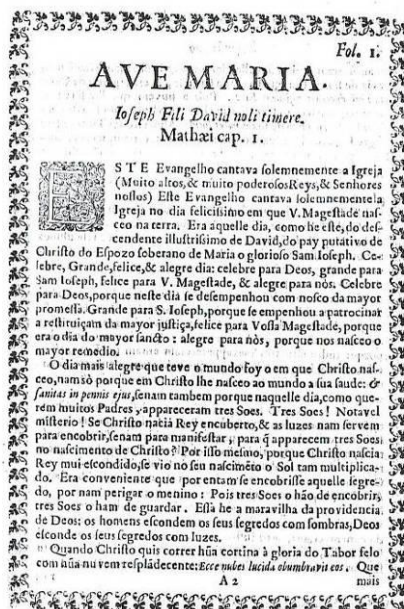 Fol. 1.
AVE MARIA.
Ioseph Fili David noli timere.
Mathæi cap. 1.
ESTE Evangelho cantava solemnemente a Igreja
(Muito altos, & muito poderosos Reys, & Senhores
nossos) Este Evangelho cantava solemnemente a
Igreja no dia felicissimo em que V. Magestade nas-
ceo na terra. Era aquelle dia, como he este, do des-
cendente illustrissimo de David, do pay putativo de
Christo do Espozo soberano de Maria o glorioso Sam Ioseph. Ce-
lebre, Grande, felice, & alegre dia: celebre para Deos, grande para
Sam Ioseph, felice para V. Magestade, & alegre para nós. Celebre
para Deos, porque neste dia se desempenhou com nosco da mayor
promessa. Grande para S. Ioseph, porque se empenhou a patrocinar
a restituiçam da mayor justiça, felice para Vossa Magestade, porque
era o dia do mayor sancto: alegre para nòs, porque nos nasceo o
mayor remedio.
O dia mais alegre que teve o mundo foy o em que Christo nas-
ceo, nam sò porque em Christo lhe nasceo ao mundo a sua saude: &
sanitas in pennis ejus, senam tambem porque naquelle dia, como que-
rem muitos Padres, appareceram tres Soes. Tres Soes! Notavel
misterio! Se Christo nacia Rey encuberto, & as luzes nam servem
para encobrir, senam para manifestar, para q̃ apparecem tres Soes
no nascimento de Christo? Por isso mesmo, porque Christo nascia
Rey mui escondido, se vio no seu nascimẽto o Sol tam multiplica-
do. Era conveniente que por entam se encobrisse aquelle segre-
do, por nam perigar o menino: Pois tres Soes o hão de encobrir,
tres Soes o ham de guardar. Essa he a maravilha da providencia
de Deos: os homens escondem os seus segredos com sombras, Deos
esconde os seus segredos com luzes.
Quando Christo quis correr hũa cortina à gloria do Tabor felo
com hũa nuvem resplãdecente: Ecce nubes lucida obumbravit eos. Que
A 2
mais